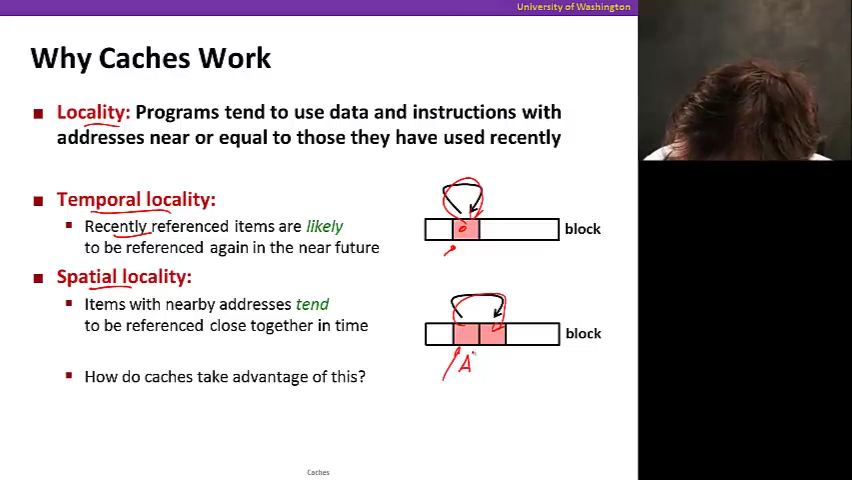 University of Washington
Why Caches Work
Locality: Programs tend to use data and instructions with
addresses near or equal to those they have used recently
Temporal locality:
Recently referenced items are likely
to be referenced again in the near future
block
Spatial locality:
Items with nearby addresses tend
to be referenced close together in time
block
A
How do caches take advantage of this?
Caches